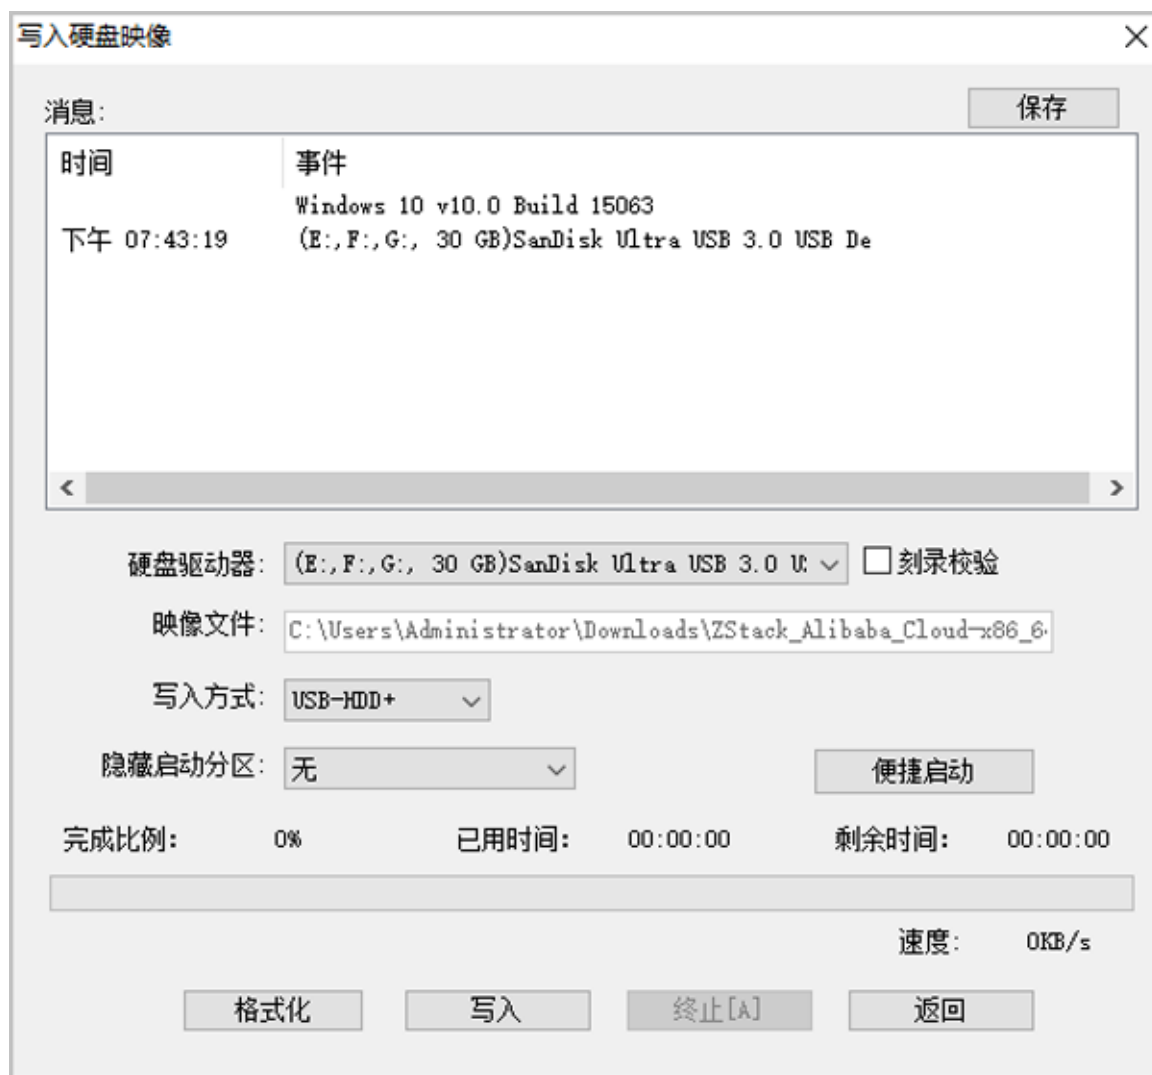 写入硬盘映像
消息:
保存
时间 事件
Windows 10 v10.0 Build 15063
下午 07:43:19 (E:,F:,G:, 30 GB)SanDisk Ultra USB 3.0 USB De
硬盘驱动器: (E:,F:,G:, 30 GB)SanDisk Ultra USB 3.0 刻录校验
映像文件: C:\Users\Administrator\Downloads\ZStack_Alibaba_Cloud-x86_6
写入方式: USB-HDD+
隐藏启动分区: 无 便捷启动
完成比例: 0% 已用时间: 00:00:00 剩余时间: 00:00:00
速度: 0KB/s
格式化 写入 终止[A] 返回